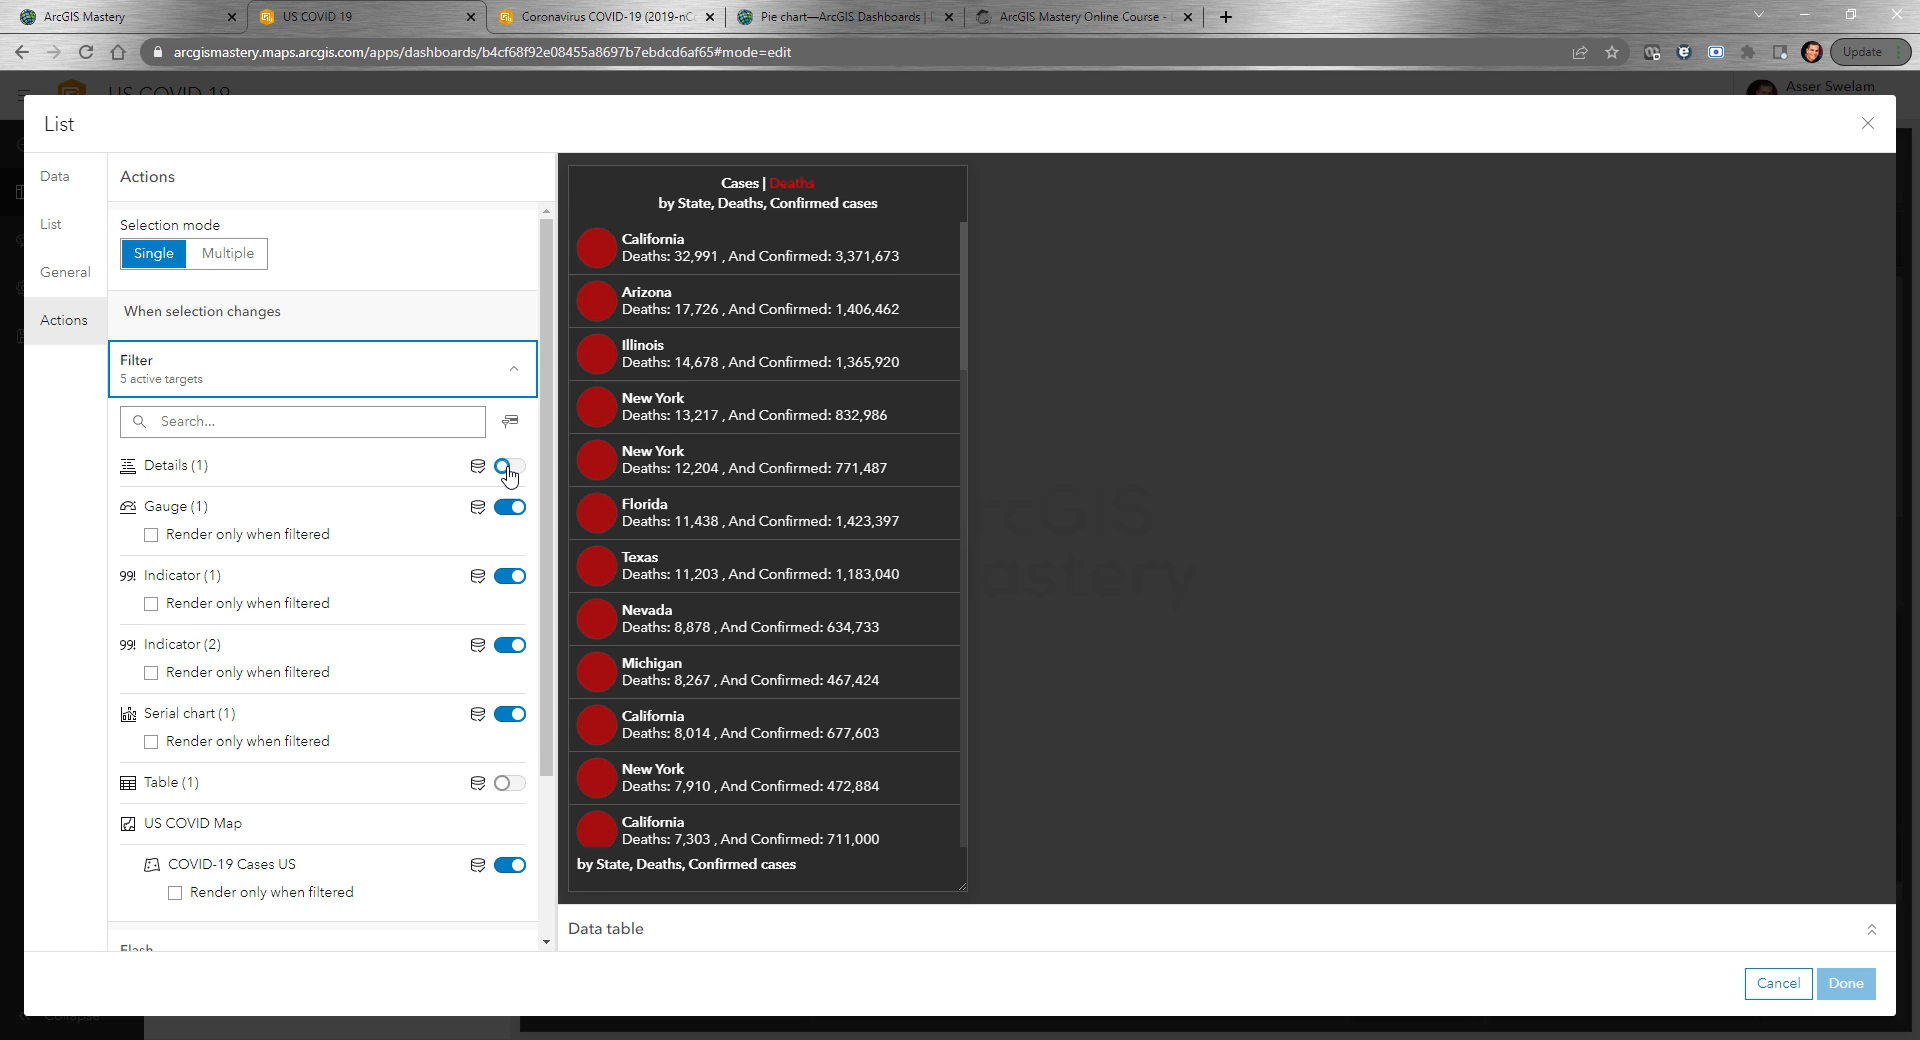 ArcGIS Mastery
US COVID 19
Coronavirus COVID-19 (2019-nC
Pie chart—ArcGIS Dashboards | D
ArcGIS Mastery Online Course -
arcgismastery.maps.arcgis.com/apps/dashboards/b4cf68f92e08455a8697b7ebdcd6af65#mode=edit
Update
US COVID 19
Asser Swelam
List
Data
List
General
Actions
Actions
Selection mode
Single
Multiple
When selection changes
Filter
5 active targets
Search...
Details (1)
Gauge (1)
Render only when filtered
99! Indicator (1)
Render only when filtered
99! Indicator (2)
Render only when filtered
Serial chart (1)
Render only when filtered
Table (1)
US COVID Map
COVID-19 Cases US
Render only when filtered
Flash
Cases | Deaths
by State, Deaths, Confirmed cases
California
Deaths: 32,991 , And Confirmed: 3,371,673
Arizona
Deaths: 17,726 , And Confirmed: 1,406,462
Illinois
Deaths: 14,678 , And Confirmed: 1,365,920
New York
Deaths: 13,217 , And Confirmed: 832,986
New York
Deaths: 12,204 , And Confirmed: 771,487
Florida
Deaths: 11,438 , And Confirmed: 1,423,397
Texas
Deaths: 11,203 , And Confirmed: 1,183,040
Nevada
Deaths: 8,878 , And Confirmed: 634,733
Michigan
Deaths: 8,267 , And Confirmed: 467,424
California
Deaths: 8,014 , And Confirmed: 677,603
New York
Deaths: 7,910 , And Confirmed: 472,884
California
Deaths: 7,303 , And Confirmed: 711,000
by State, Deaths, Confirmed cases
rcGIS
astery
Data table
Cancel
Done
Collapse